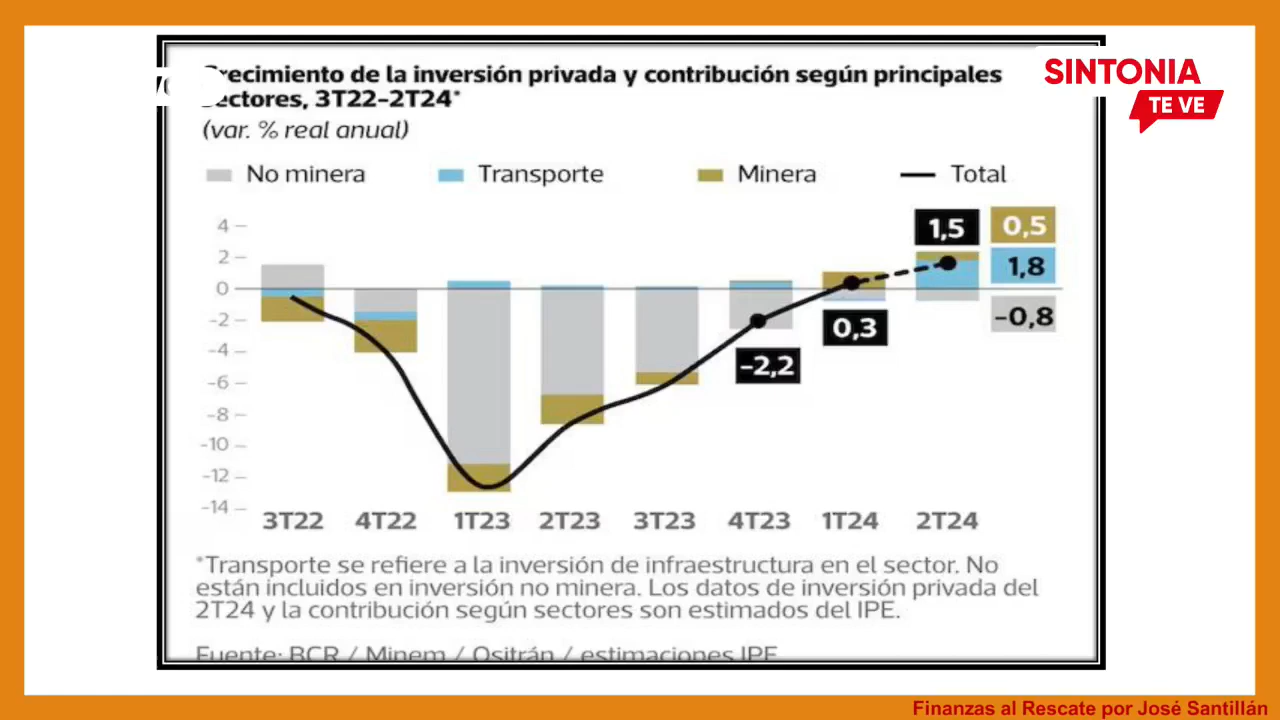 Crecimiento de la inversión privada y contribución según principales
sectores, 3T22-2T24*
(var. % real anual)
No minera Transporte Minera Total
SINTONIA
TE VE
4
2
0
-2
-4
-6
-8
-10
-12
-14
1,5 0,5
1,8
-0,8
0,3
-2,2
3T22 4T22 1T23 2T23 3T23 4T23 1T24 2T24
*Transporte se refiere a la inversión de infraestructura en el sector. No
están incluidos en inversión no minera. Los datos de inversión privada del
2T24 y la contribución según sectores son estimados del IPE.
Fuente: BCR / Minem / Ositrán / estimaciones IPE
Finanzas al Rescate por José Santillán